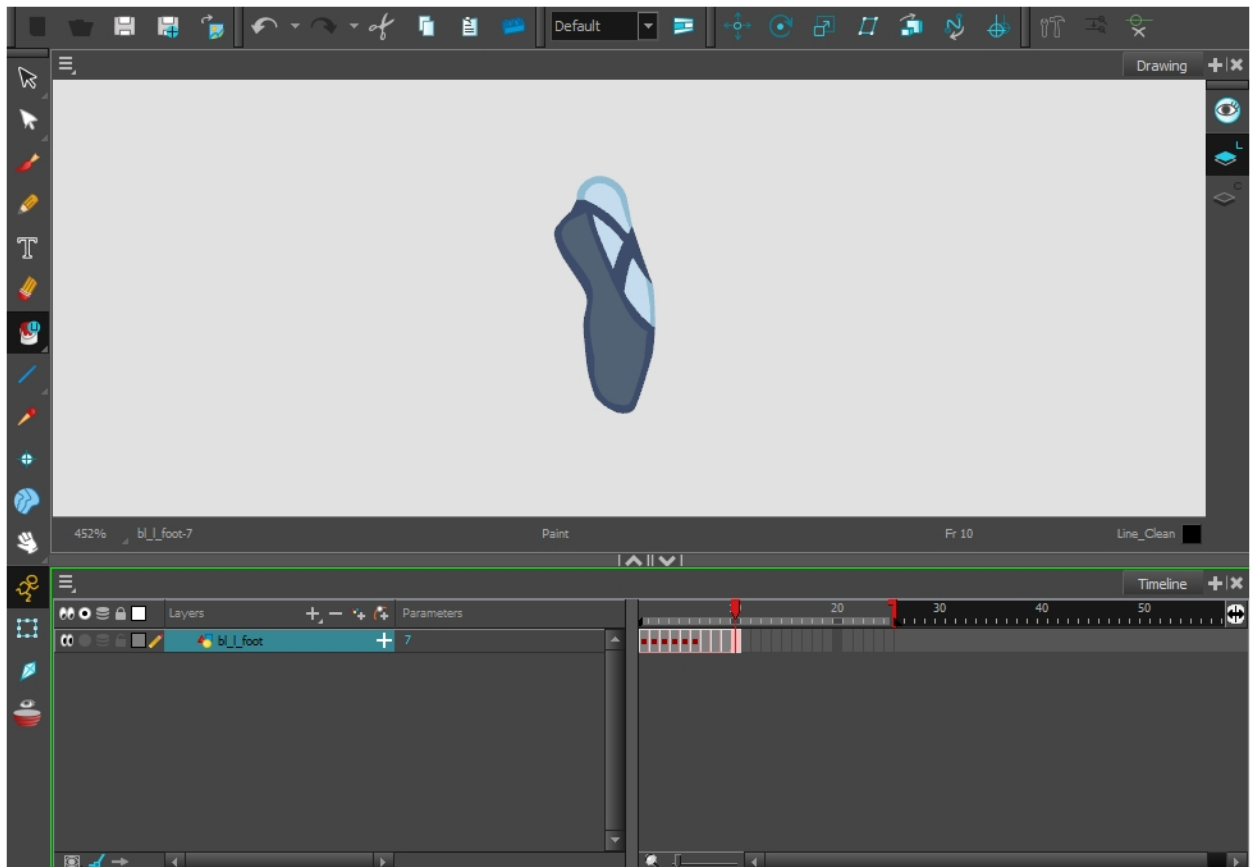 Default
Drawing
L
C
T
452% bl_l_foot-7 Paint Fr 10 Line_Clean
Timeline
Layers Parameters 20 30 40 50
bl_l_foot 7